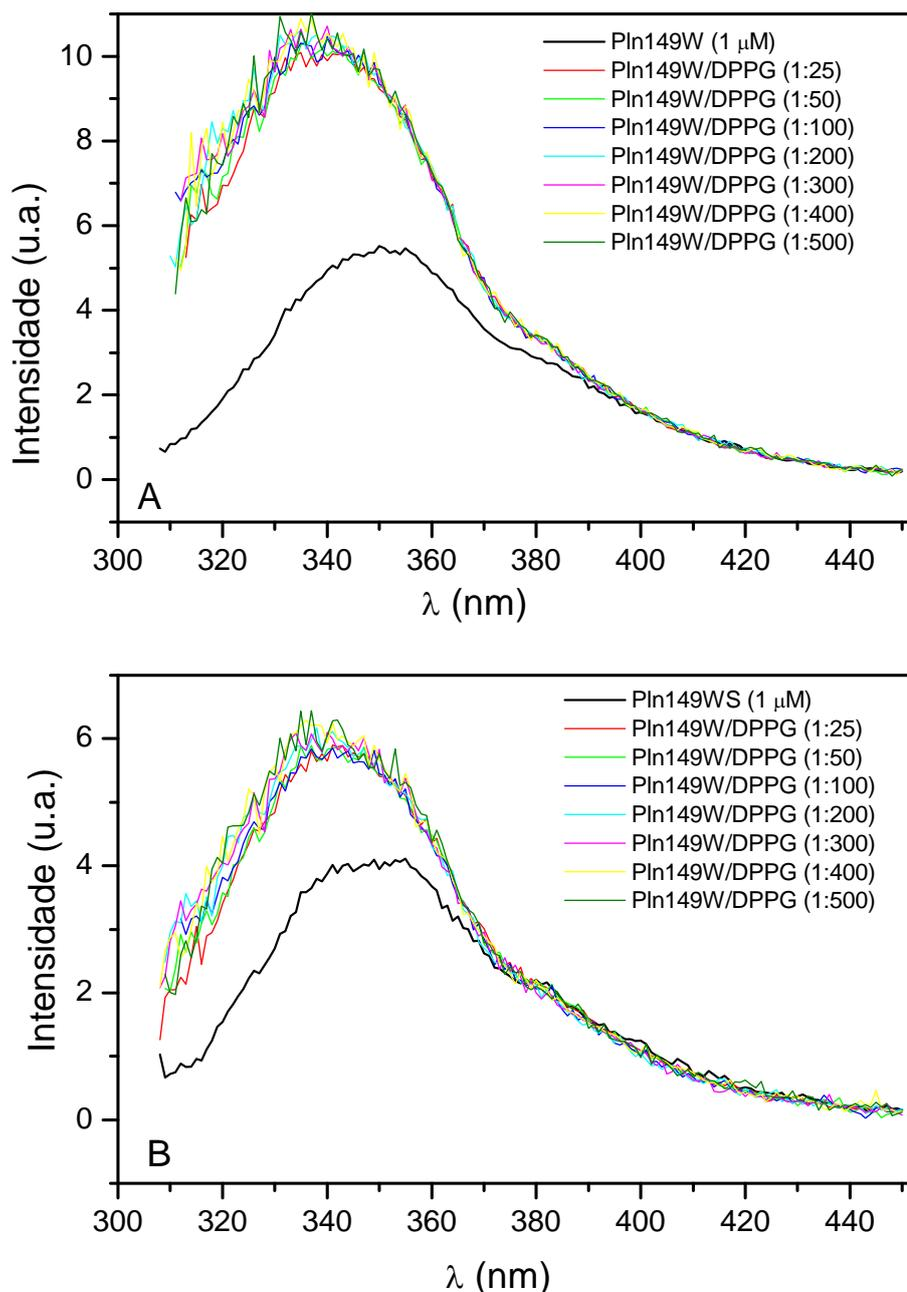 Pln149W (1 μM)
Pln149W/DPPG (1:25)
Pln149W/DPPG (1:50)
Pln149W/DPPG (1:100)
Pln149W/DPPG (1:200)
Pln149W/DPPG (1:300)
Pln149W/DPPG (1:400)
Pln149W/DPPG (1:500)
10
8
6
4
2
0
Intensidade (u.a.)
A
300 320 340 360 380 400 420 440
λ (nm)
Pln149WS (1 μM)
Pln149W/DPPG (1:25)
Pln149W/DPPG (1:50)
Pln149W/DPPG (1:100)
Pln149W/DPPG (1:200)
Pln149W/DPPG (1:300)
Pln149W/DPPG (1:400)
Pln149W/DPPG (1:500)
6
4
2
0
Intensidade (u.a.)
B
300 320 340 360 380 400 420 440
λ (nm)